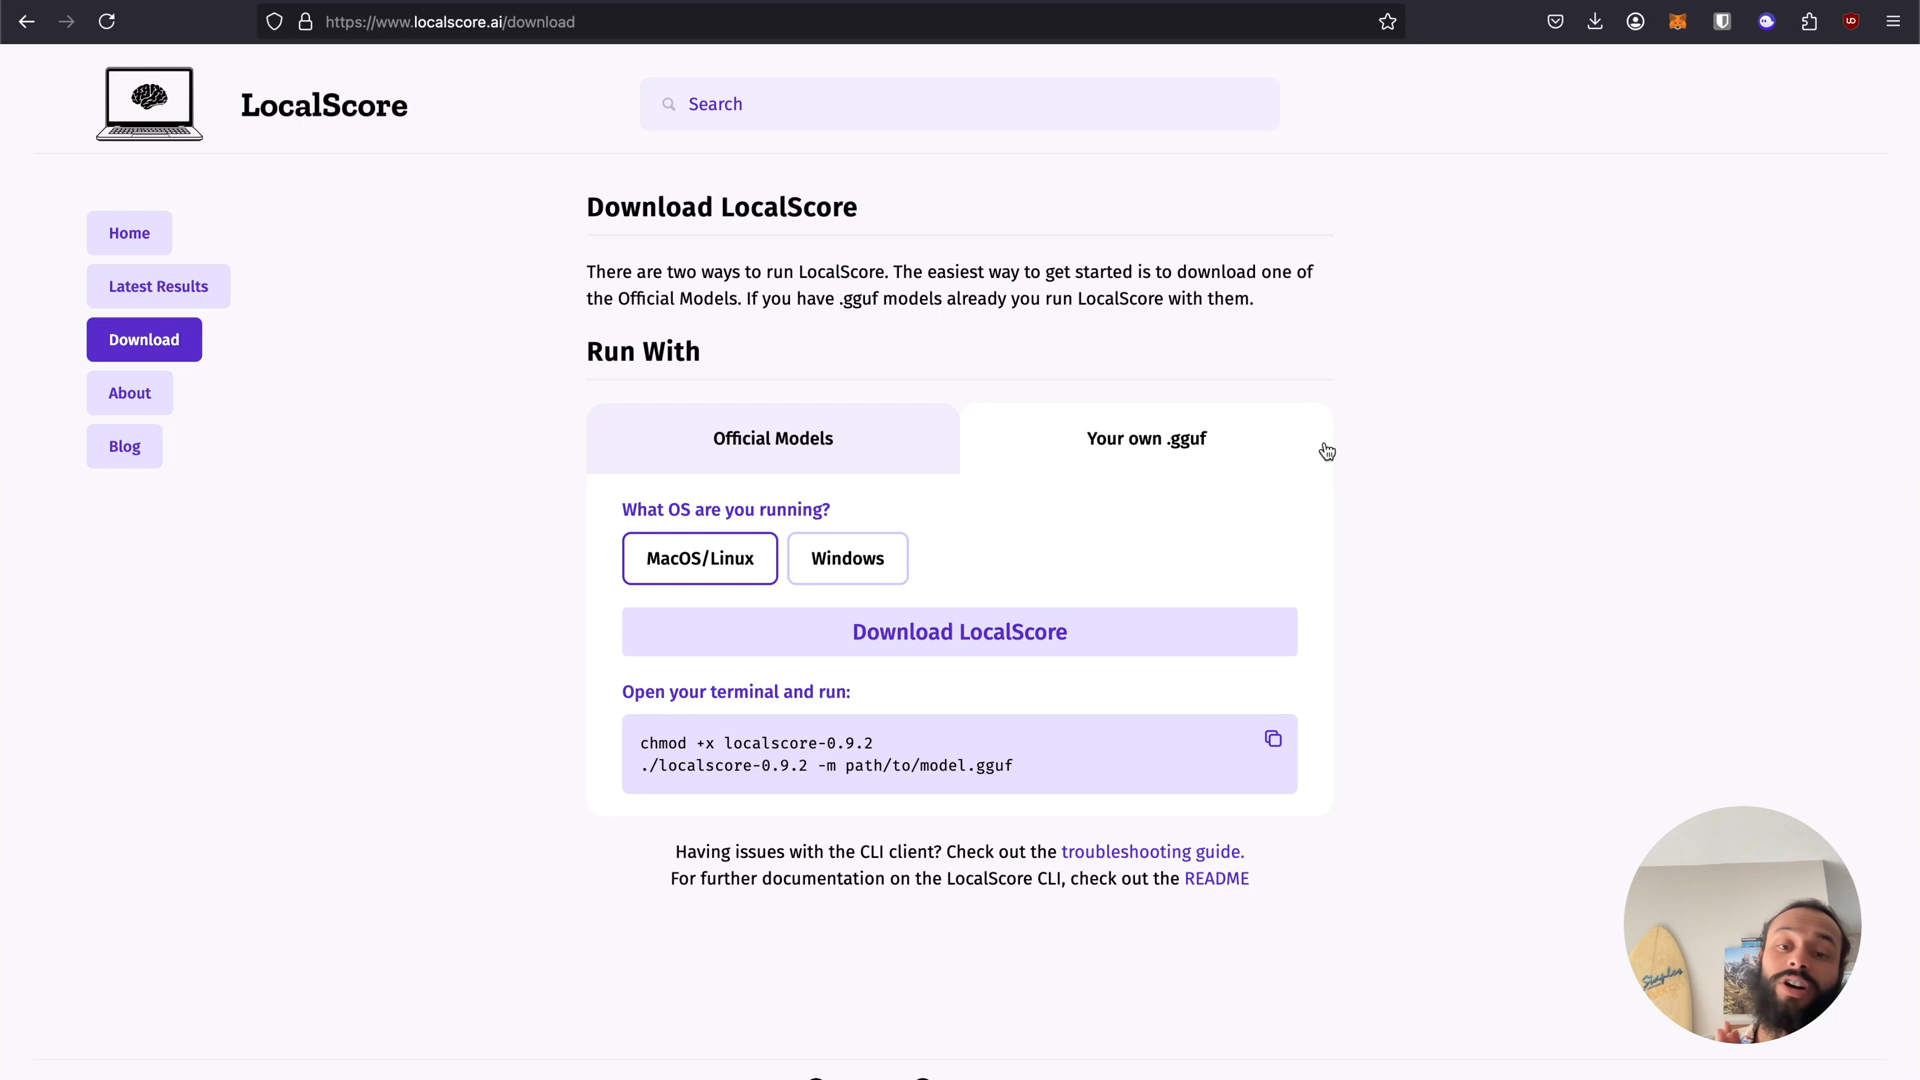 https://www.localscore.ai/download
LocalScore
Search
Home
Latest Results
Download
About
Blog
Download LocalScore
There are two ways to run LocalScore. The easiest way to get started is to download one of
the Official Models. If you have .gguf models already you run LocalScore with them.
Run With
Official Models
Your own .gguf
What OS are you running?
MacOS/Linux
Windows
Download LocalScore
Open your terminal and run:
chmod +x localscore-0.9.2
./localscore-0.9.2 -m path/to/model.gguf
Having issues with the CLI client? Check out the troubleshooting guide.
For further documentation on the LocalScore CLI, check out the README